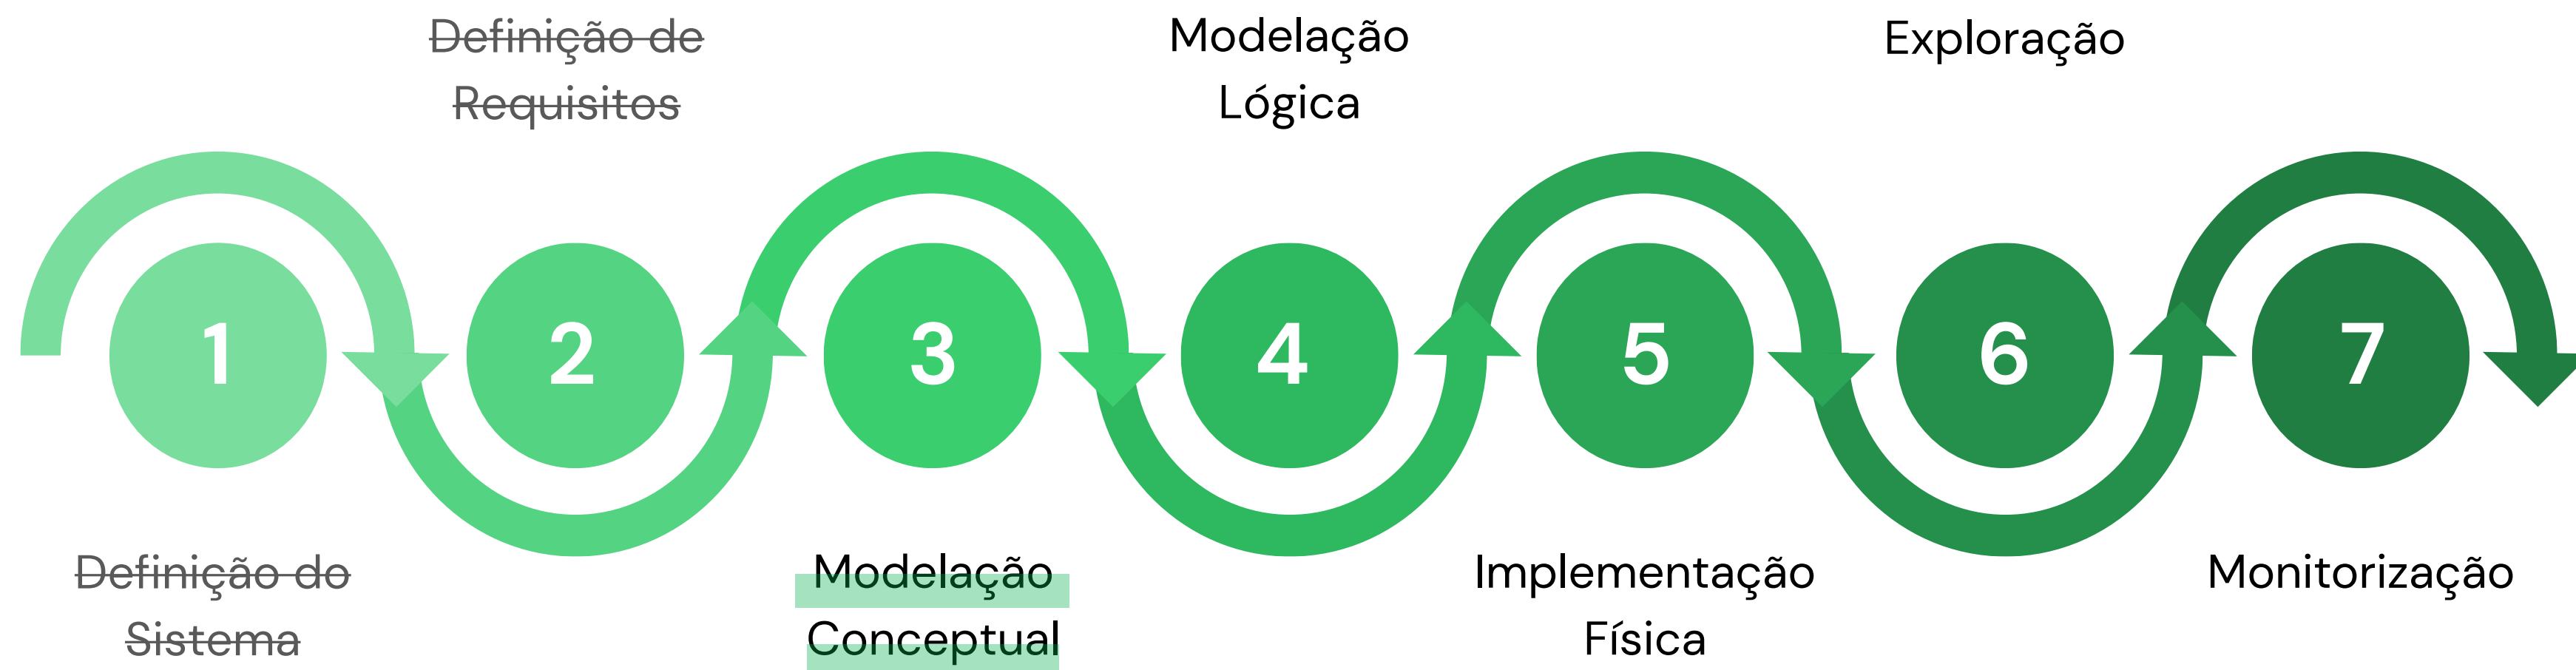 Definição de
Requisitos
Modelação
Lógica
Exploração
1
2
3
4
5
6
7
Definição do
Sistema
Modelação
Conceptual
Implementação
Física
Monitorização